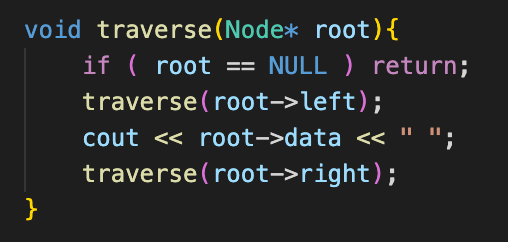 void traverse(Node* root){
    if ( root == NULL ) return;
    traverse(root->left);
    cout << root->data << " ";
    traverse(root->right);
}